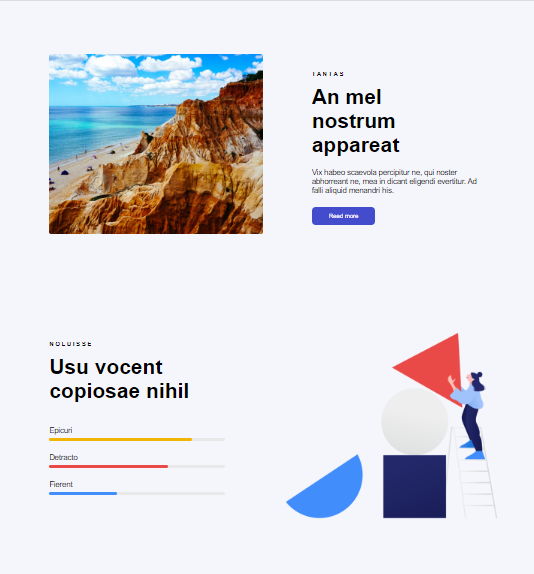 TANTAS
An mel
nostrum
appareat
Vix habeo scaevola percipitur ne, qui noster
abhorreant ne, mea in dicant eligendi evertitur. Ad
falli aliquid menandri his.
Read more
NOLUISSE
Usu vocent
copiosae nihil
Epicuri
Detracto
Fierent